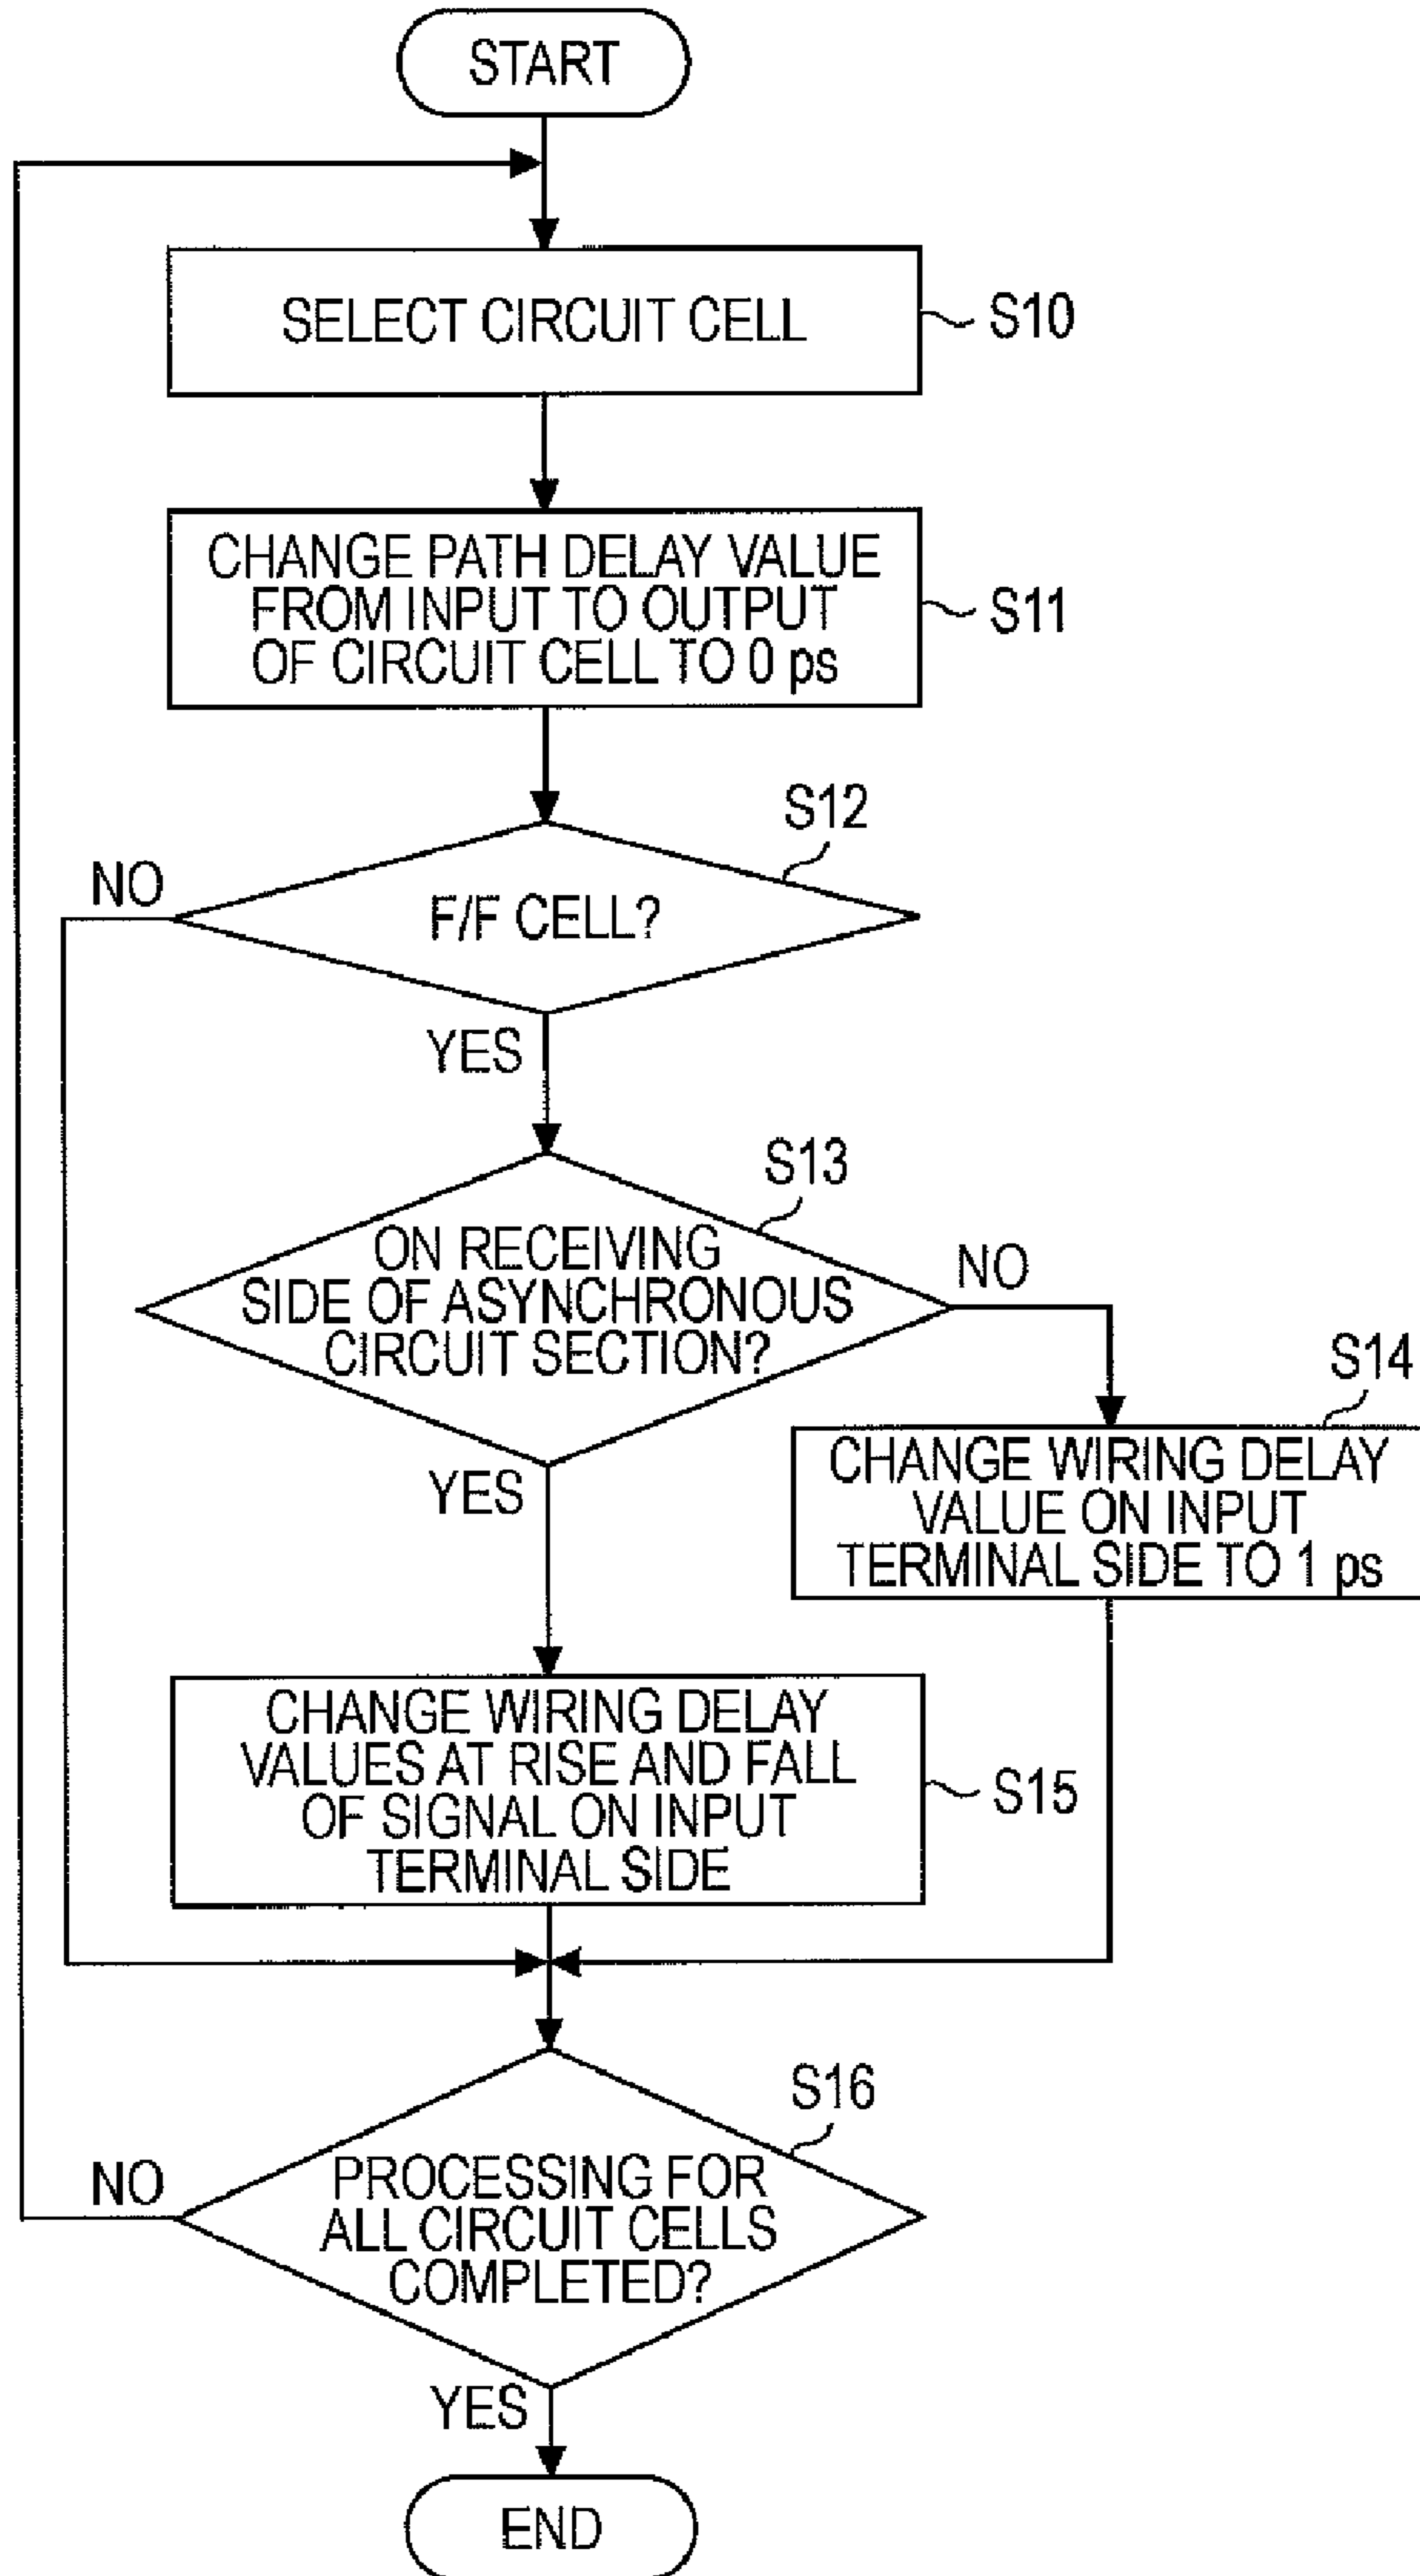 START
SELECT CIRCUIT CELL
S10
CHANGE PATH DELAY VALUE
FROM INPUT TO OUTPUT
OF CIRCUIT CELL TO 0 ps
S11
S12
NO
F/F CELL?
YES
S13
ON RECEIVING
SIDE OF ASYNCHRONOUS
CIRCUIT SECTION?
NO
YES
S14
CHANGE WIRING DELAY
VALUE ON INPUT
TERMINAL SIDE TO 1 ps
CHANGE WIRING DELAY
VALUES AT RISE AND FALL
OF SIGNAL ON INPUT
TERMINAL SIDE
S15
S16
NO
PROCESSING FOR
ALL CIRCUIT CELLS
COMPLETED?
YES
END